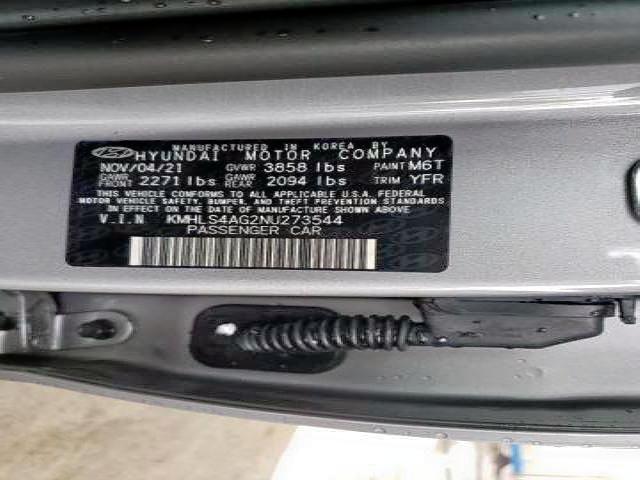 MANUFACTURED IN KOREA BY
HYUNDAI MOTOR COMPANY
NOV/04/21 GVWR 3858 lbs PAINT M6T
GAWR FRONT 2271 lbs GAWR REAR 2094 lbs TRIM YFR
THIS VEHICLE CONFORMS TO ALL APPLICABLE U.S.A. FEDERAL
MOTOR VEHICLE SAFETY, BUMPER, AND THEFT PREVENTION STANDARDS
IN EFFECT ON THE DATE OF MANUFACTURE SHOWN ABOVE
V.I.N KMHLS4AG2NU273544
PASSENGER CAR